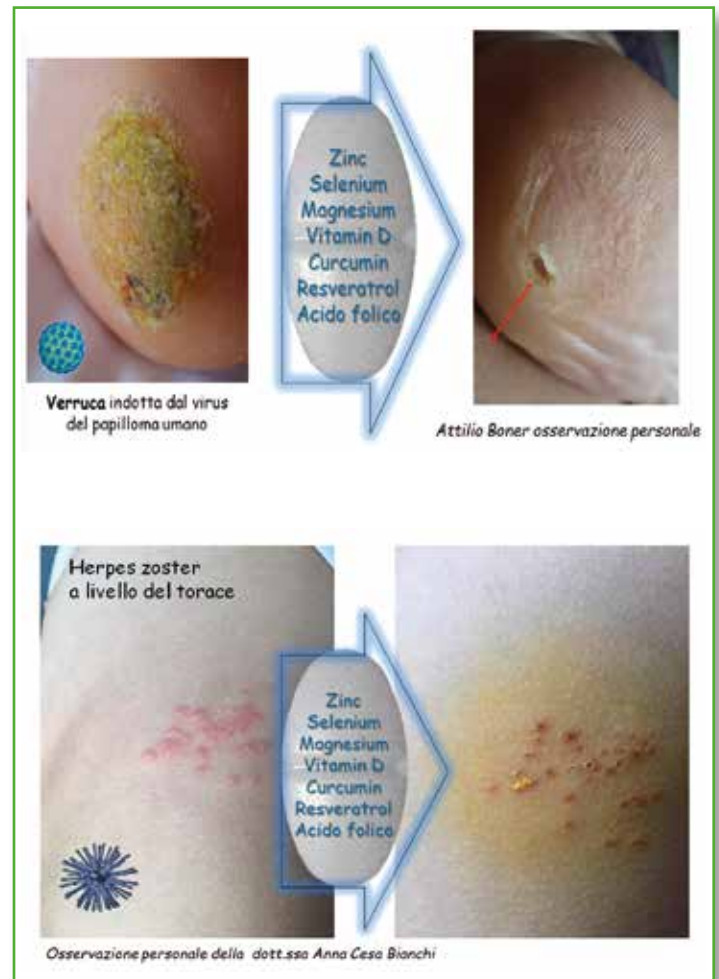 Zinc
Selenium
Magnesium
Vitamin D
Curcumin
Resveratrol
Acido folico
Verruca indotta dal virus
del papilloma umano
Attilio Boner osservazione personale
Herpes zoster
a livello del torace
Zinc
Selenium
Magnesium
Vitamin D
Curcumin
Resveratrol
Acido folico
Osservazione personale della dott.ssa Anna Cesa Bianchi